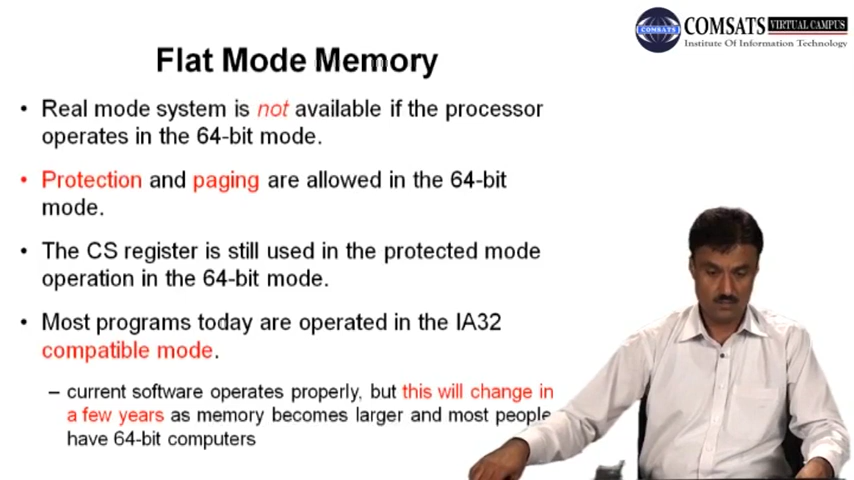 COMSATS
COMSATS VIRTUAL CAMPUS
Institute Of Information Technology
Flat Mode Memory
• Real mode system is not available if the processor
operates in the 64-bit mode.
• Protection and paging are allowed in the 64-bit
mode.
• The CS register is still used in the protected mode
operation in the 64-bit mode.
• Most programs today are operated in the IA32
compatible mode.
– current software operates properly, but this will change in
a few years as memory becomes larger and most people
have 64-bit computers